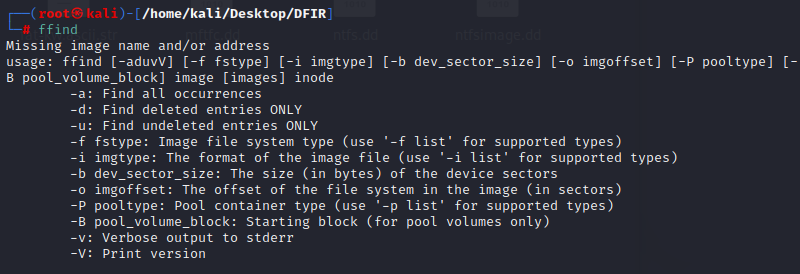 (root㉿kali)-[/home/kali/Desktop/DFIR]
# ffind
Missing image name and/or address
usage: ffind [-aduvV] [-f fstype] [-i imgtype] [-b dev_sector_size] [-o imgoffset] [-P pooltype] [-
B pool_volume_block] image [images] inode
-a: Find all occurrences
-d: Find deleted entries ONLY
-u: Find undeleted entries ONLY
-f fstype: Image file system type (use '-f list' for supported types)
-i imgtype: The format of the image file (use '-i list' for supported types)
-b dev_sector_size: The size (in bytes) of the device sectors
-o imgoffset: The offset of the file system in the image (in sectors)
-P pooltype: Pool container type (use '-p list' for supported types)
-B pool_volume_block: Starting block (for pool volumes only)
-v: Verbose output to stderr
-V: Print version